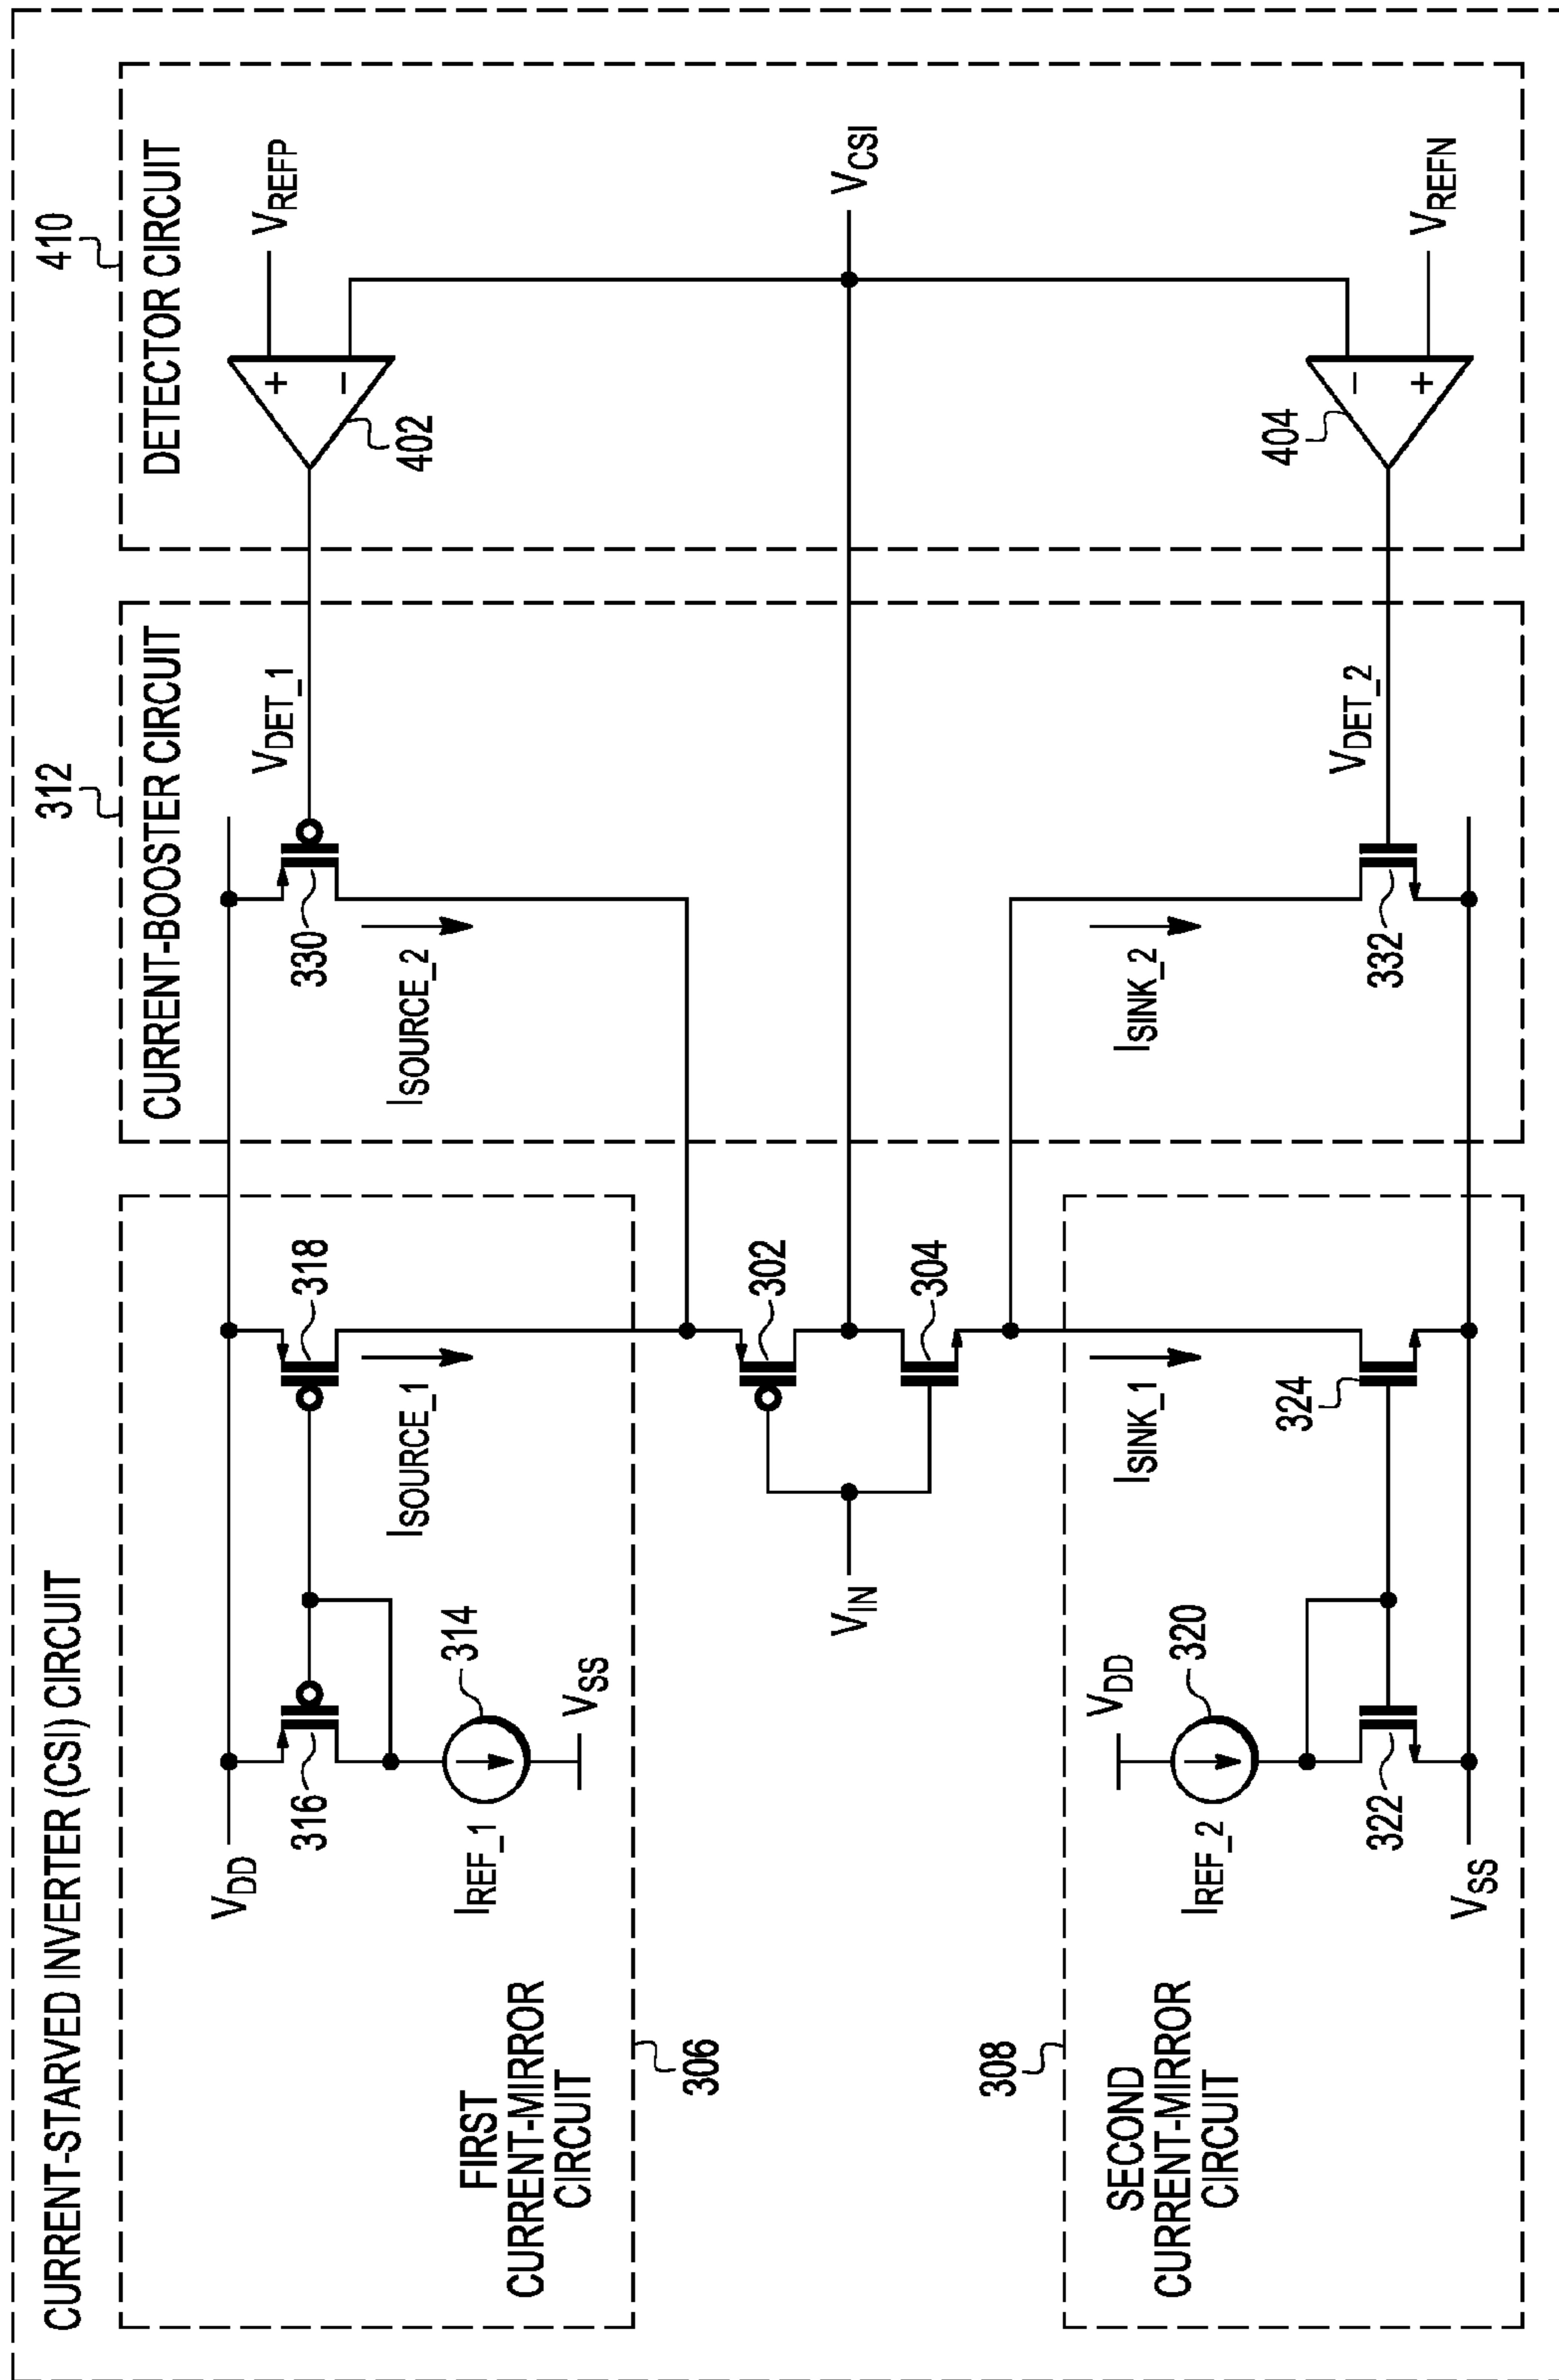 CURRENT-STARVED INVERTER (CSI) CIRCUIT
FIRST
CURRENT-MIRROR
CIRCUIT
306
VDD
316
318
IREF_1
314
VSS
ISOURCE_1
VIN
302
304
SECOND
CURRENT-MIRROR
CIRCUIT
308
VDD
IREF_2
320
322
324
VSS
ISINK_1
312
CURRENT-BOOSTER CIRCUIT
330
VDET_1
ISOURCE_2
ISINK_2
332
VDET_2
410
DETECTOR CIRCUIT
VREFP
+
−
402
VCSI
404
−
+
VREFN